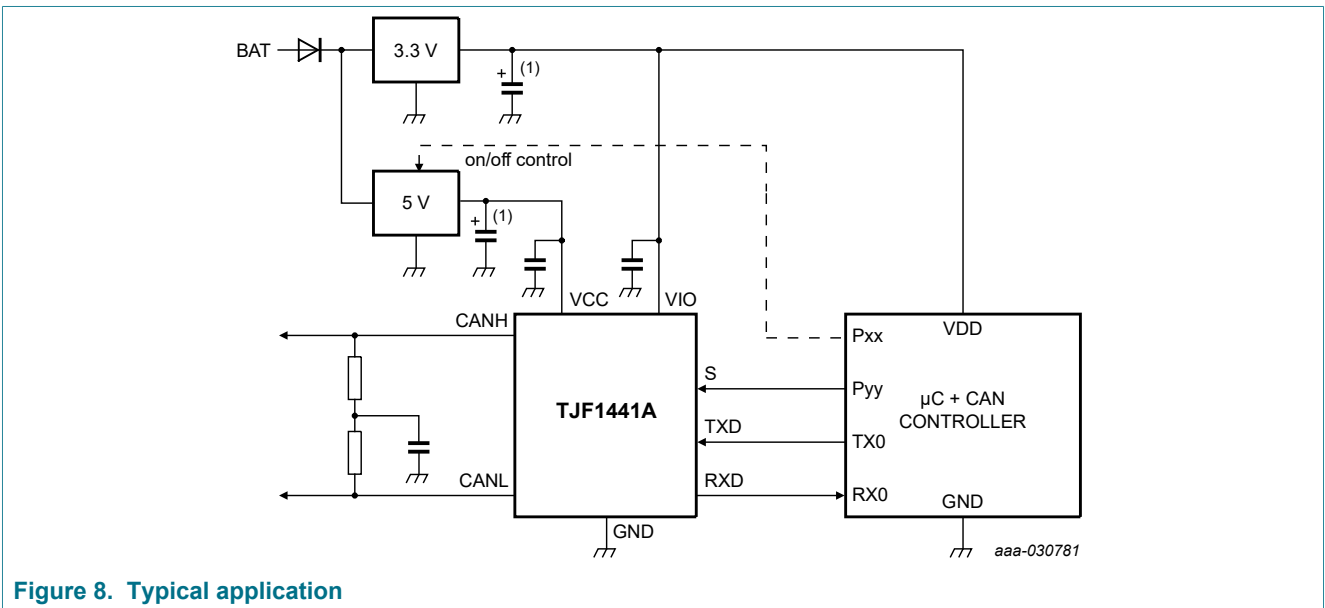 BAT
3.3 V
+ (1)
on/off control
5 V
+ (1)
VCC
VIO
CANH
Pxx
VDD
S
Pyy
TJF1441A
µC + CAN
CONTROLLER
TXD
TX0
CANL
RXD
RX0
GND
GND
aaa-030781
Figure 8. Typical application